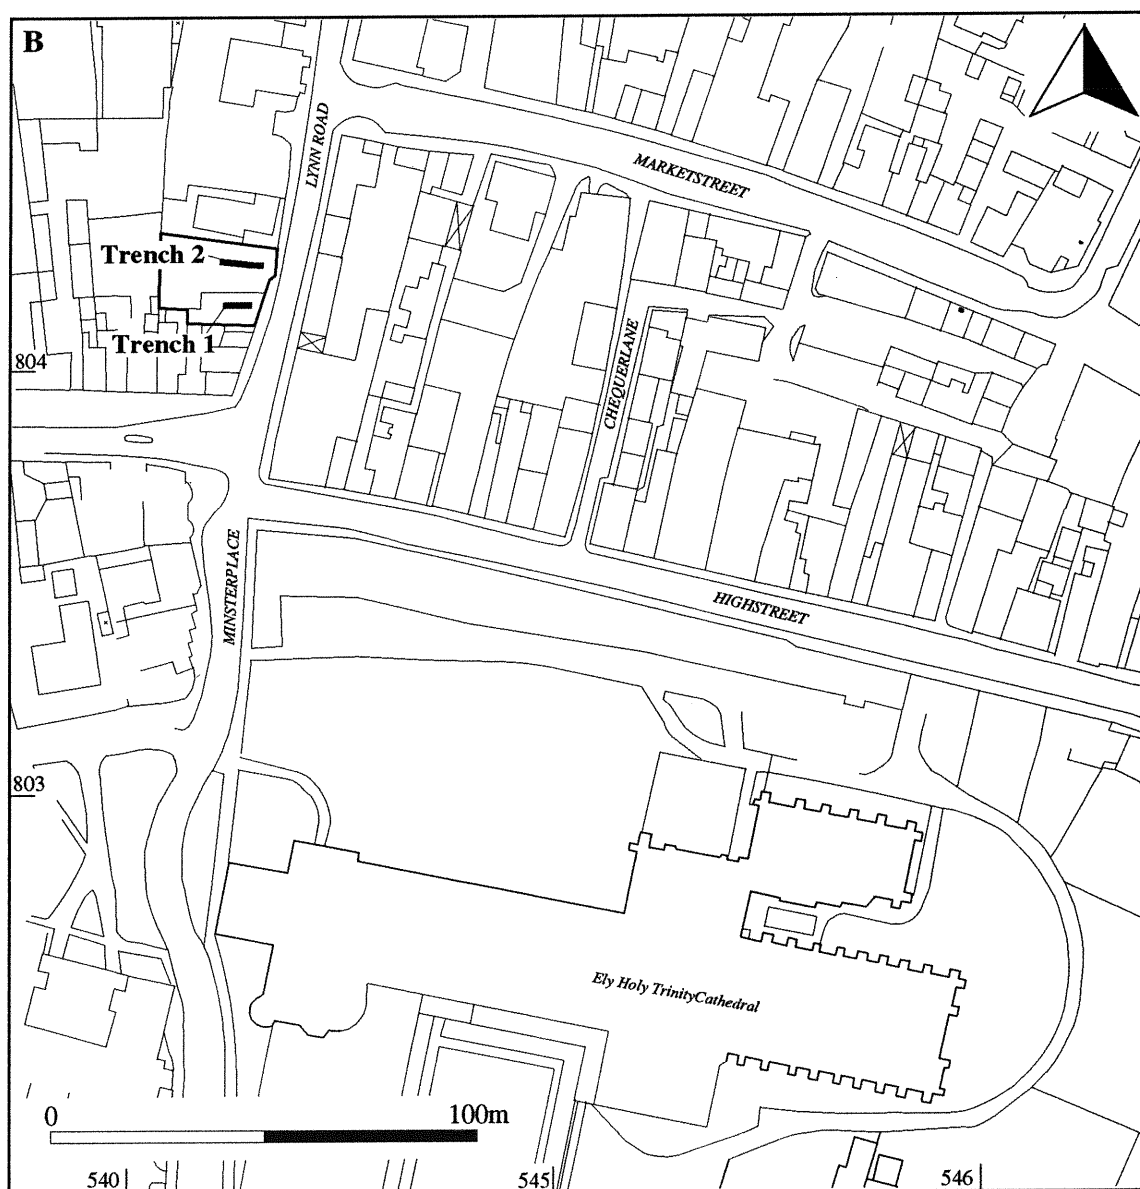 B
LYNN ROAD
MARKETSTREET
Trench 2
Trench 1
804
CHEQUERLANE
MINSTERPLACE
HIGHSTREET
803
Ely Holy TrinityCathedral
0 100m
540 545 546